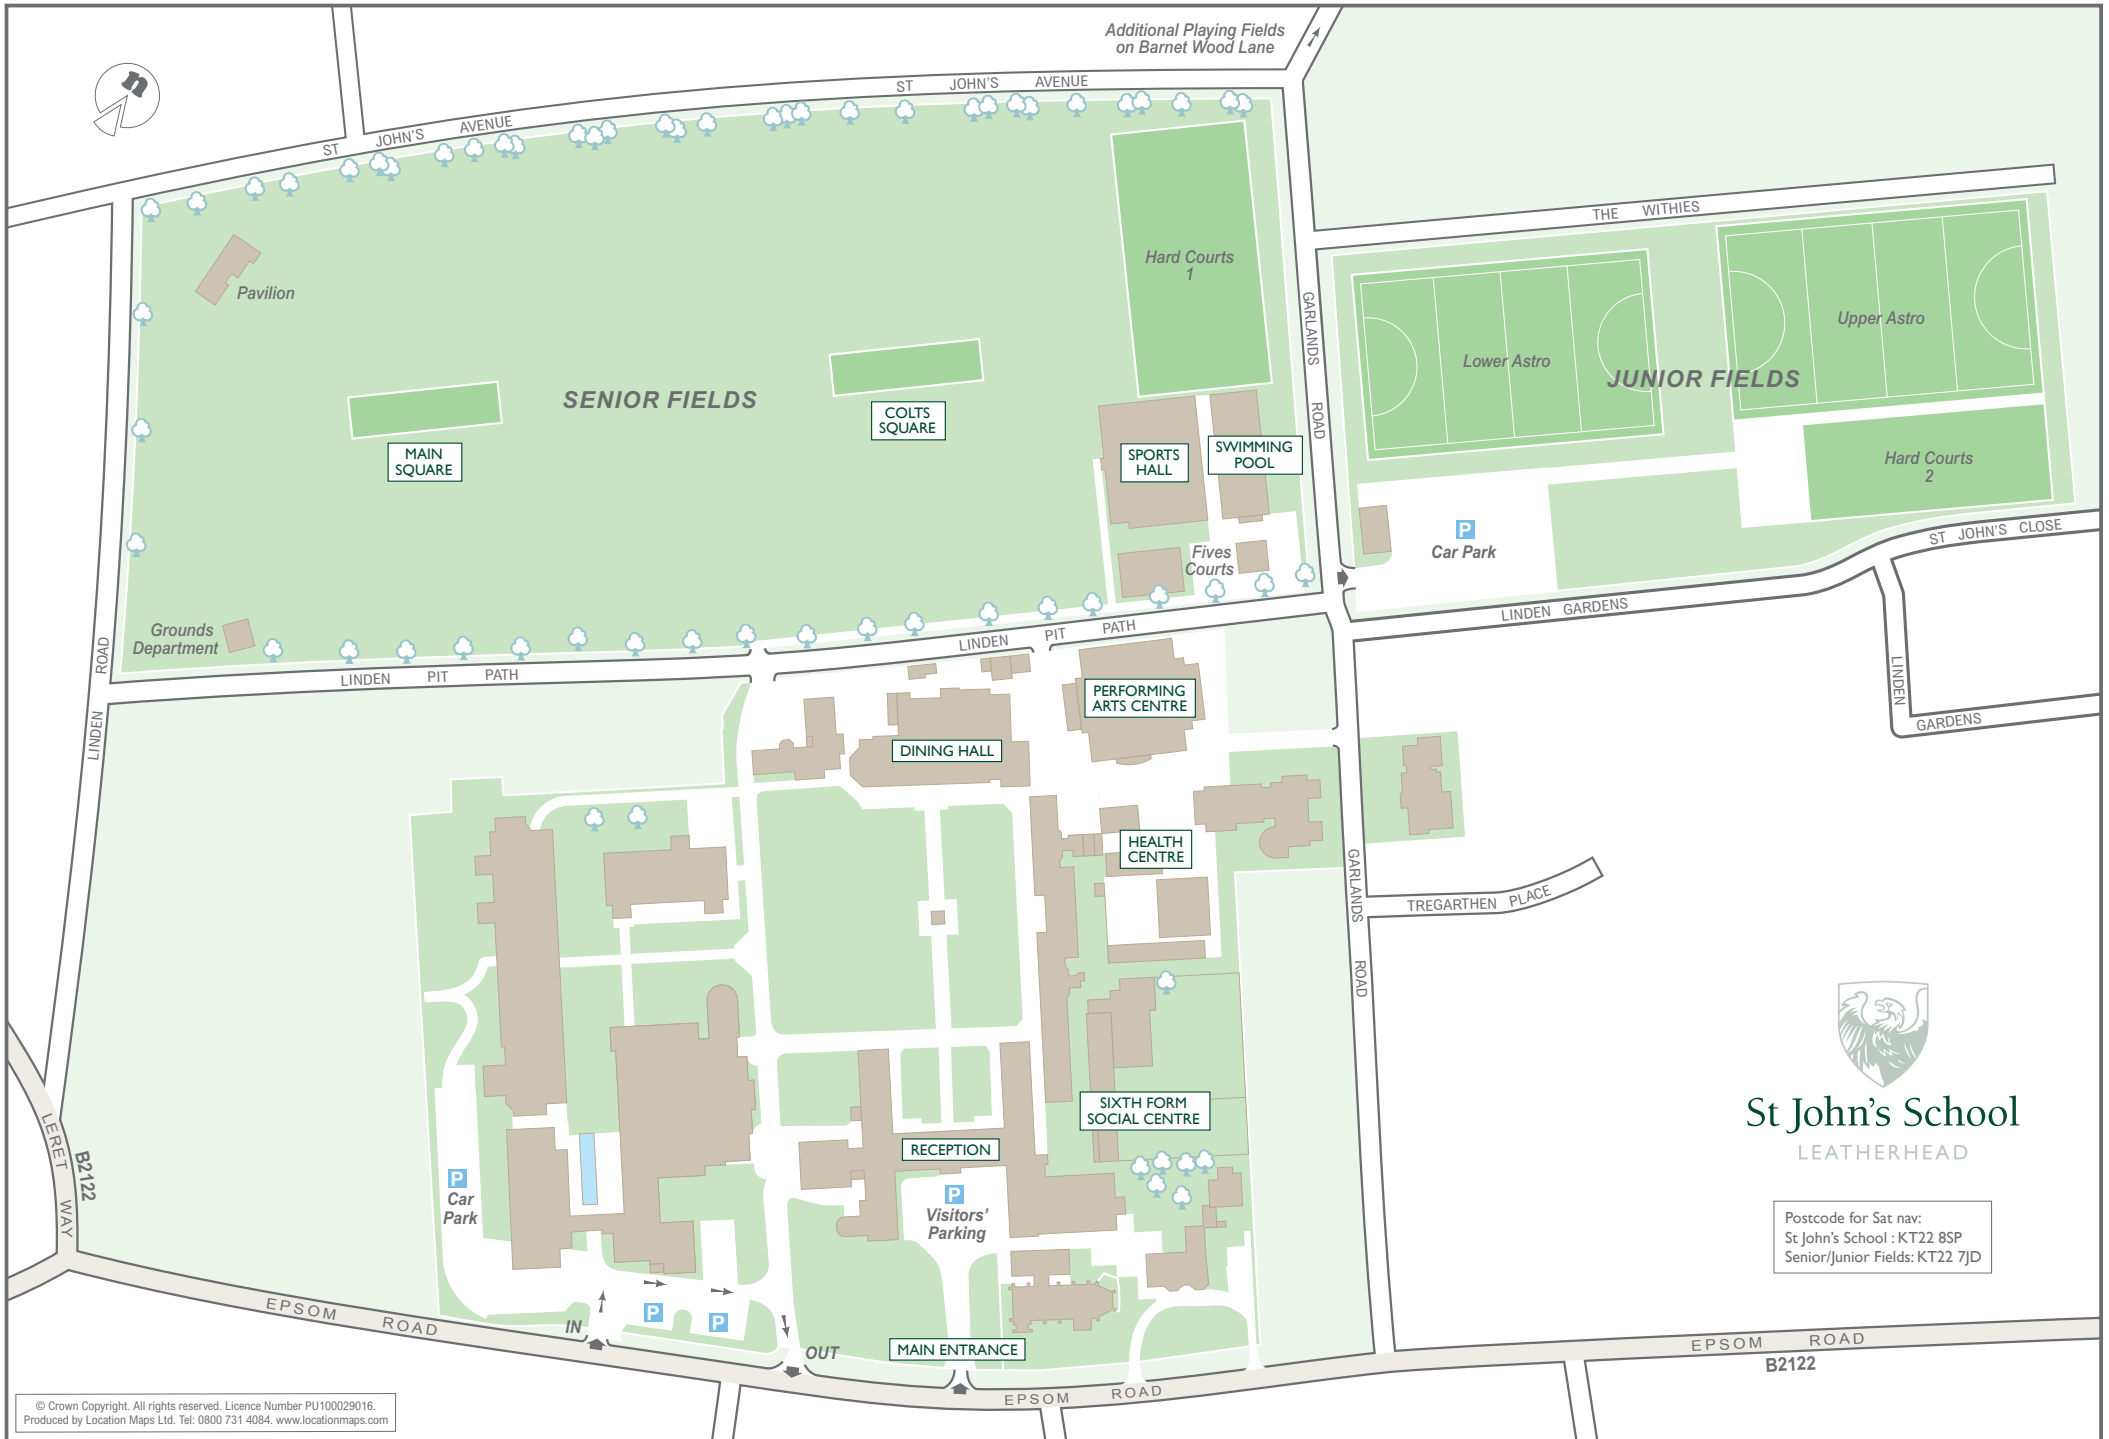 Additional Playing Fields
on Barnet Wood Lane
n
ST JOHN'S AVENUE
ST JOHN'S AVENUE
Hard Courts
1
Pavilion
THE WITHIES
GARLANDS ROAD
Lower Astro
Upper Astro
JUNIOR FIELDS
SENIOR FIELDS
COLTS
SQUARE
MAIN
SQUARE
SPORTS
HALL
SWIMMING
POOL
Hard Courts
2
P
Car Park
Fives
Courts
ST JOHN'S CLOSE
LINDEN GARDENS
LINDEN GARDENS
Grounds
Department
LINDEN ROAD
LINDEN PIT PATH
LINDEN PIT PATH
PERFORMING
ARTS CENTRE
DINING HALL
HEALTH
CENTRE
GARLANDS ROAD
TREGARTHEN PLACE
SIXTH FORM
SOCIAL CENTRE
RECEPTION
P
Visitors'
Parking
P
Car
Park
LERET WAY
B2122
P
P
IN
OUT
MAIN ENTRANCE
EPSOM ROAD
EPSOM ROAD
EPSOM ROAD
B2122
St John's School
LEATHERHEAD
Postcode for Sat nav:
St John's School : KT22 8SP
Senior/Junior Fields: KT22 7JD
© Crown Copyright. All rights reserved. Licence Number PU100029016.
Produced by Location Maps Ltd. Tel: 0800 731 4084. www.locationmaps.com